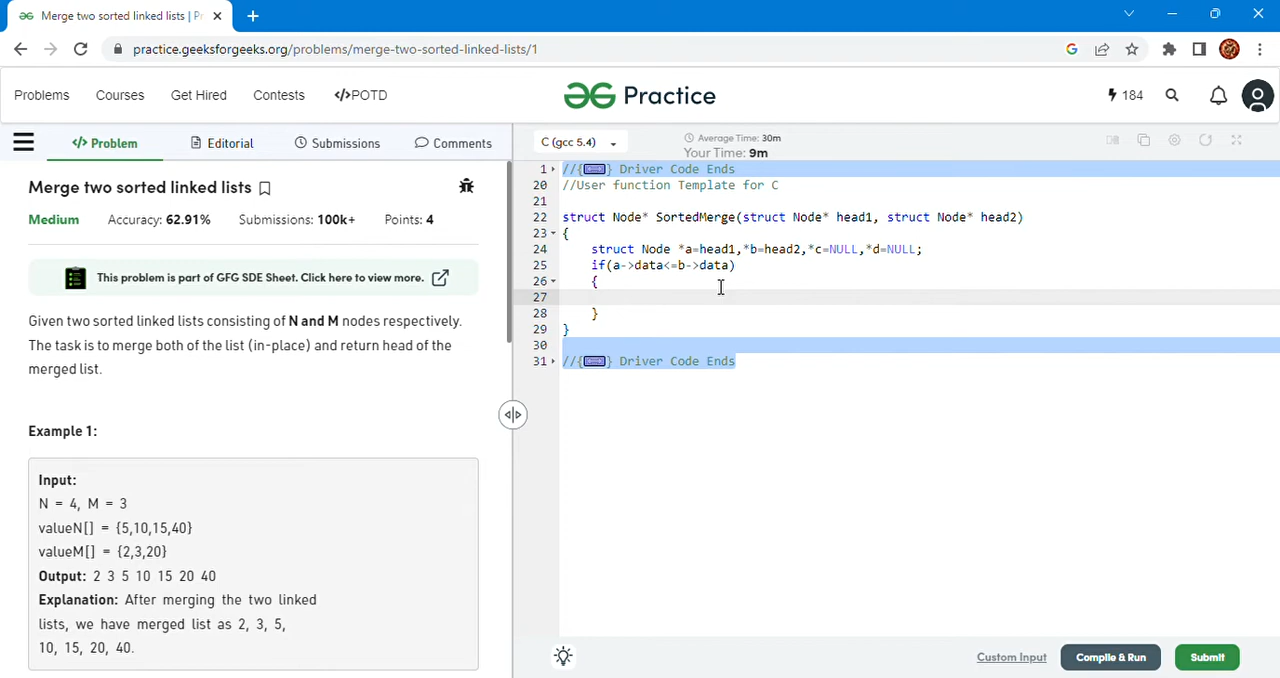 Merge two sorted linked lists | Pr
practice.geeksforgeeks.org/problems/merge-two-sorted-linked-lists/1
Problems Courses Get Hired Contests </>POTD Practice 184
</> Problem Editorial Submissions Comments
C (gcc 5.4) Average Time: 30m
Your Time: 9m
Merge two sorted linked lists
Medium Accuracy: 62.91% Submissions: 100k+ Points: 4
This problem is part of GFG SDE Sheet. Click here to view more.
Given two sorted linked lists consisting of N and M nodes respectively.
The task is to merge both of the list (in-place) and return head of the
merged list.
Example 1:
Input:
N = 4, M = 3
valueN[] = {5,10,15,40}
valueM[] = {2,3,20}
Output: 2 3 5 10 15 20 40
Explanation: After merging the two linked
lists, we have merged list as 2, 3, 5,
10, 15, 20, 40.
1 //{ } Driver Code Ends
20 //User function Template for C
21
22 struct Node* SortedMerge(struct Node* head1, struct Node* head2)
23 {
24 struct Node *a=head1,*b=head2,*c=NULL,*d=NULL;
25 if(a->data<=b->data)
26 {
27
28 }
29 }
30
31 //{ } Driver Code Ends
Custom Input Compile & Run Submit